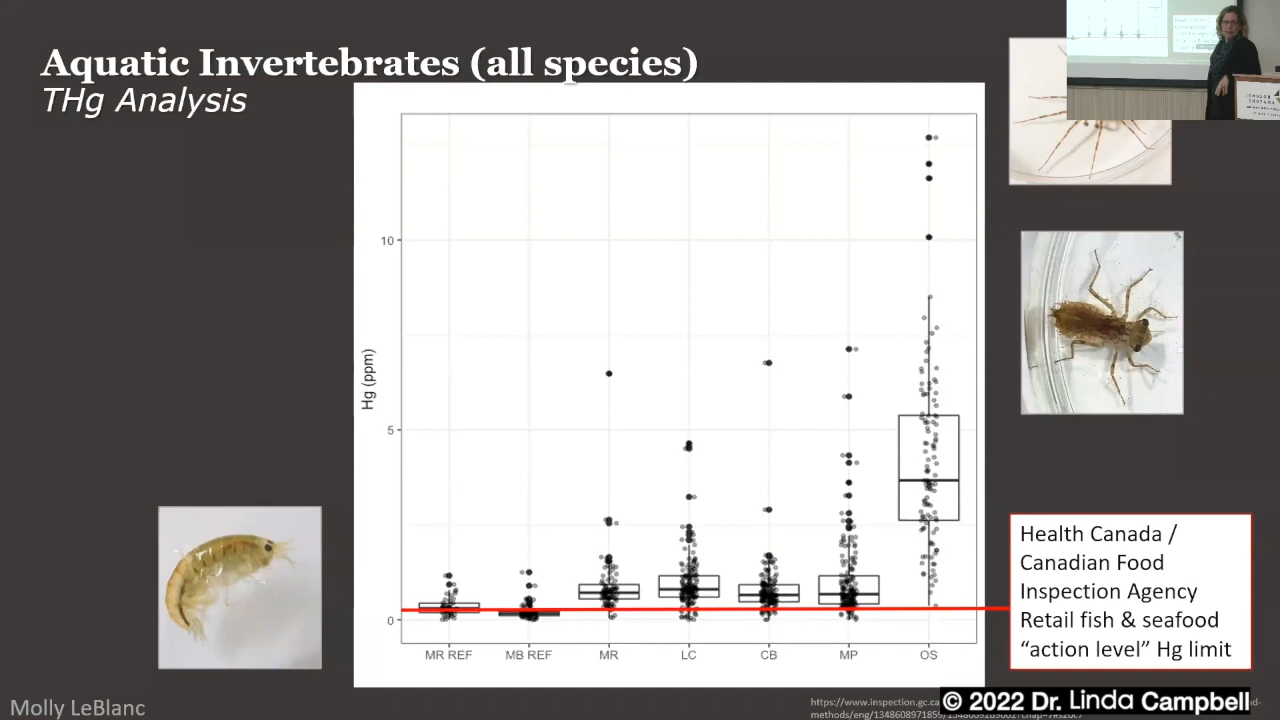 Aquatic Invertebrates (all species)
THg Analysis
Hg (ppm)
10
5
0
MR REF
MB REF
MR
LC
CB
MP
OS
Health Canada /
Canadian Food
Inspection Agency
Retail fish & seafood
“action level” Hg limit
Molly LeBlanc
© 2022 Dr. Linda Campbell